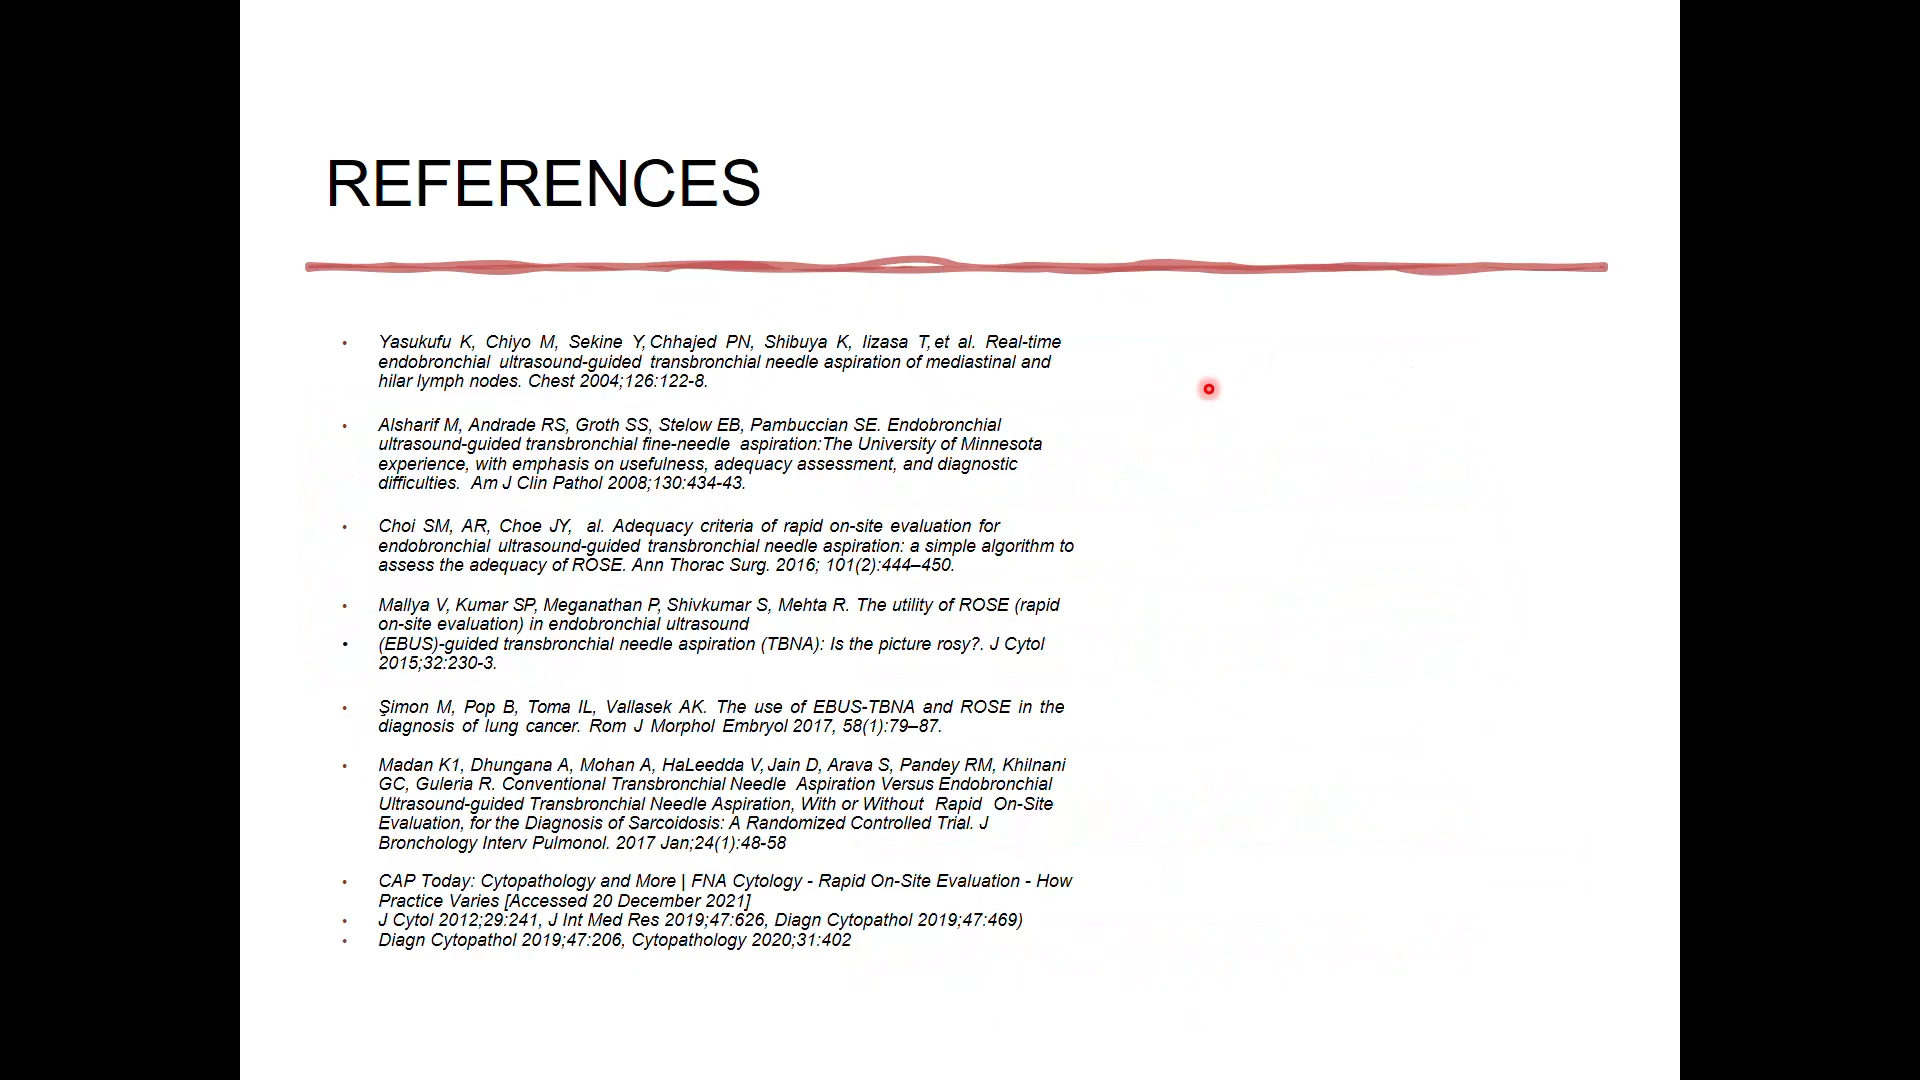 REFERENCES
• Yasukufu K, Chiyo M, Sekine Y, Chhajed PN, Shibuya K, Iizasa T, et al. Real-time
endobronchial ultrasound-guided transbronchial needle aspiration of mediastinal and
hilar lymph nodes. Chest 2004;126:122-8.
• Alsharif M, Andrade RS, Groth SS, Stelow EB, Pambuccian SE. Endobronchial
ultrasound-guided transbronchial fine-needle aspiration:The University of Minnesota
experience, with emphasis on usefulness, adequacy assessment, and diagnostic
difficulties. Am J Clin Pathol 2008;130:434-43.
• Choi SM, AR, Choe JY, al. Adequacy criteria of rapid on-site evaluation for
endobronchial ultrasound-guided transbronchial needle aspiration: a simple algorithm to
assess the adequacy of ROSE. Ann Thorac Surg. 2016; 101(2):444–450.
• Mallya V, Kumar SP, Meganathan P, Shivkumar S, Mehta R. The utility of ROSE (rapid
on-site evaluation) in endobronchial ultrasound
• (EBUS)-guided transbronchial needle aspiration (TBNA): Is the picture rosy?. J Cytol
2015;32:230-3.
• Şimon M, Pop B, Toma IL, Vallasek AK. The use of EBUS-TBNA and ROSE in the
diagnosis of lung cancer. Rom J Morphol Embryol 2017, 58(1):79–87.
• Madan K1, Dhungana A, Mohan A, HaLeedda V, Jain D, Arava S, Pandey RM, Khilnani
GC, Guleria R. Conventional Transbronchial Needle Aspiration Versus Endobronchial
Ultrasound-guided Transbronchial Needle Aspiration, With or Without Rapid On-Site
Evaluation, for the Diagnosis of Sarcoidosis: A Randomized Controlled Trial. J
Bronchology Interv Pulmonol. 2017 Jan;24(1):48-58
• CAP Today: Cytopathology and More | FNA Cytology - Rapid On-Site Evaluation - How
Practice Varies [Accessed 20 December 2021]
• J Cytol 2012;29:241, J Int Med Res 2019;47:626, Diagn Cytopathol 2019;47:469)
• Diagn Cytopathol 2019;47:206, Cytopathology 2020;31:402